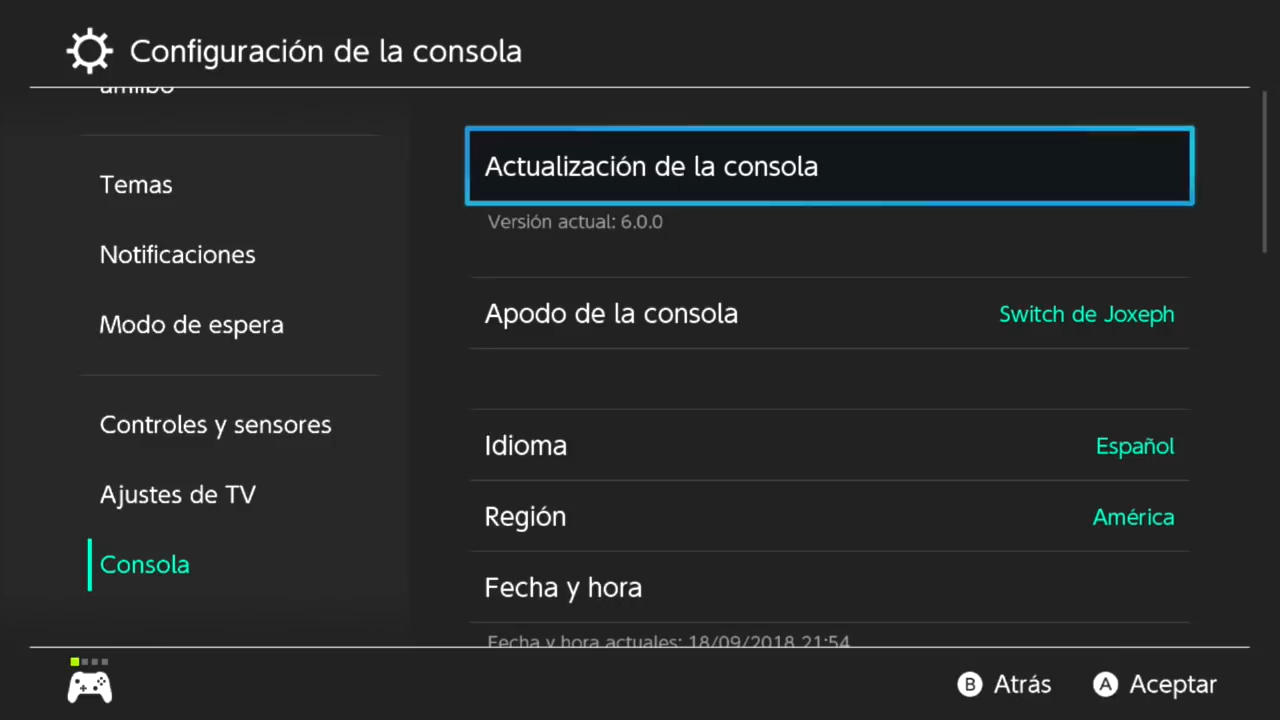 Configuración de la consola
amiibo
Temas
Notificaciones
Modo de espera
Controles y sensores
Ajustes de TV
Consola
Actualización de la consola
Versión actual: 6.0.0
Apodo de la consola Switch de Joxeph
Idioma Español
Región América
Fecha y hora
Fecha y hora actuales: 18/09/2018 21:54
B Atrás A Aceptar